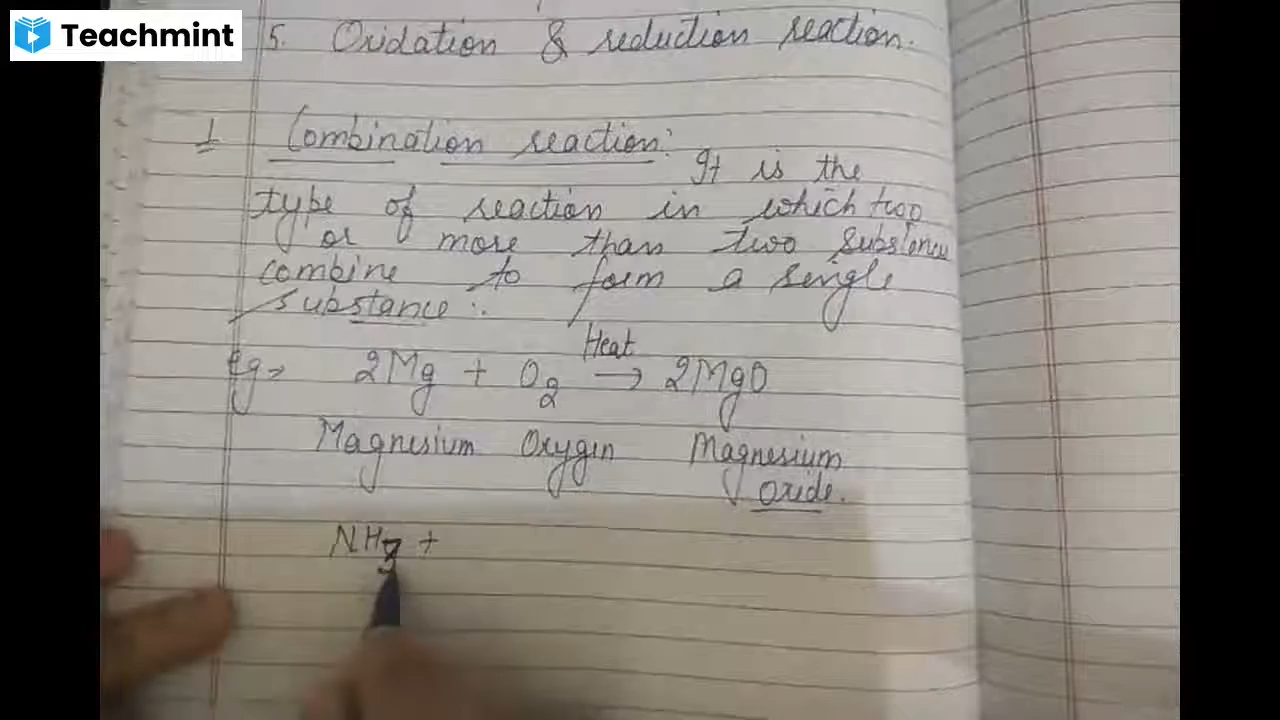 Teachmint
5. Oxidation & reduction reaction.
1 Combination reaction:
It is the
type of reaction in which two
or more than two substance
combine to form a single
substance :.
eg = 2Mg + O2 Heat → 2MgO
Magnesium Oxygen Magnesium
oxide.
NH3 +